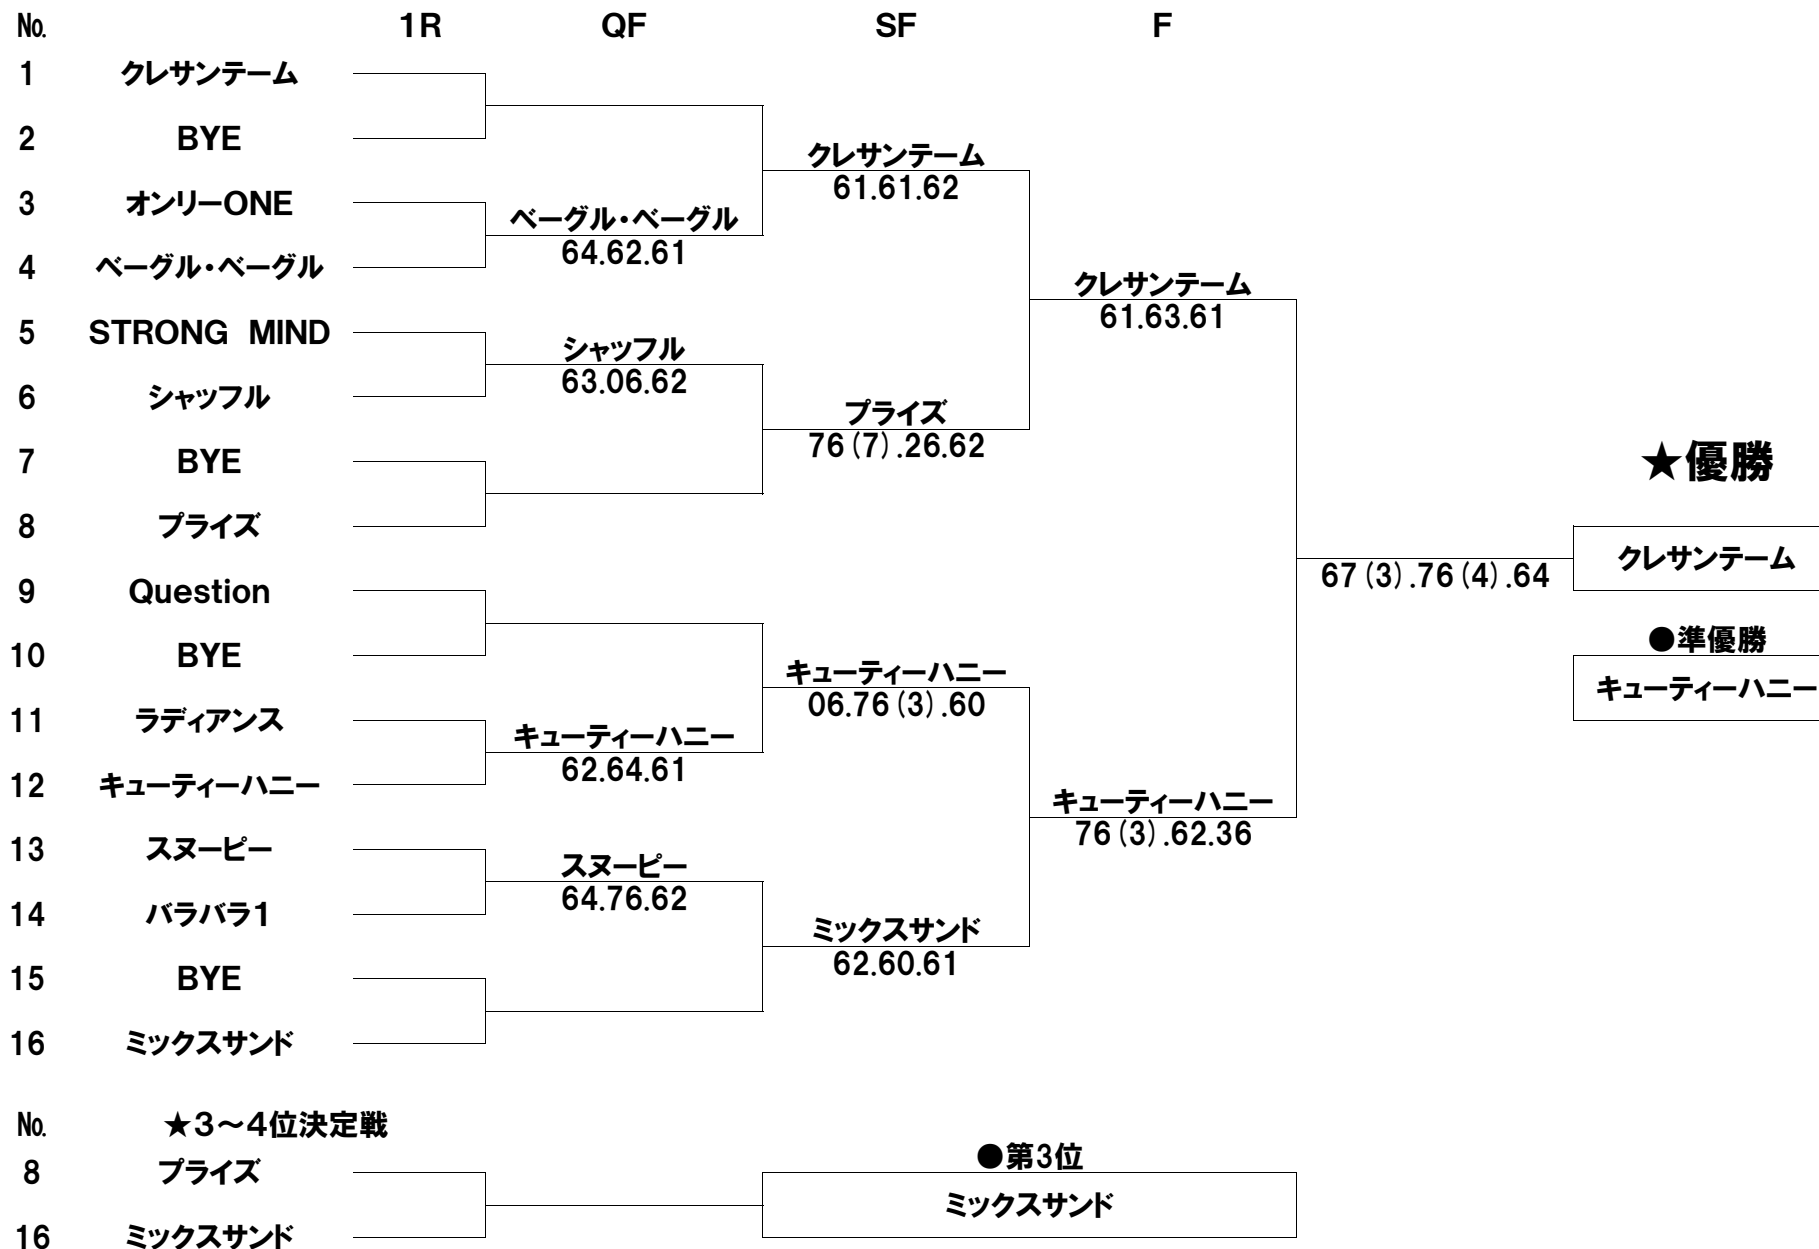 № 1R QF SF F
1 クレサンテーム
2 BYE
クレサンテーム
61.61.62
3 オンリーONE
ベーグル・ベーグル
64.62.61
4 ベーグル・ベーグル
クレサンテーム
61.63.61
5 STRONG MIND
シャッフル
63.06.62
6 シャッフル
プライズ
76(7).26.62
7 BYE
★優勝
8 プライズ
クレサンテーム
67(3).76(4).64
9 Question
●準優勝
10 BYE
キューティーハニー
06.76(3).60
キューティーハニー
11 ラディアンス
キューティーハニー
62.64.61
12 キューティーハニー
キューティーハニー
76(3).62.36
13 スヌーピー
スヌーピー
64.76.62
14 バラバラ1
ミックスサンド
62.60.61
15 BYE
16 ミックスサンド
№ ★3〜4位決定戦
●第3位
8 プライズ
ミックスサンド
16 ミックスサンド